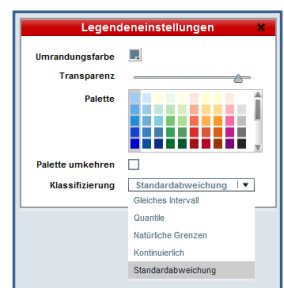 Legendeneinstellungen x
Umrandungsfarbe
Transparenz
Palette
Palette umkehren
Klassifizierung Standardabweichung
Gleiches Intervall
Quantile
Natürliche Grenzen
Kontinuierlich
Standardabweichung